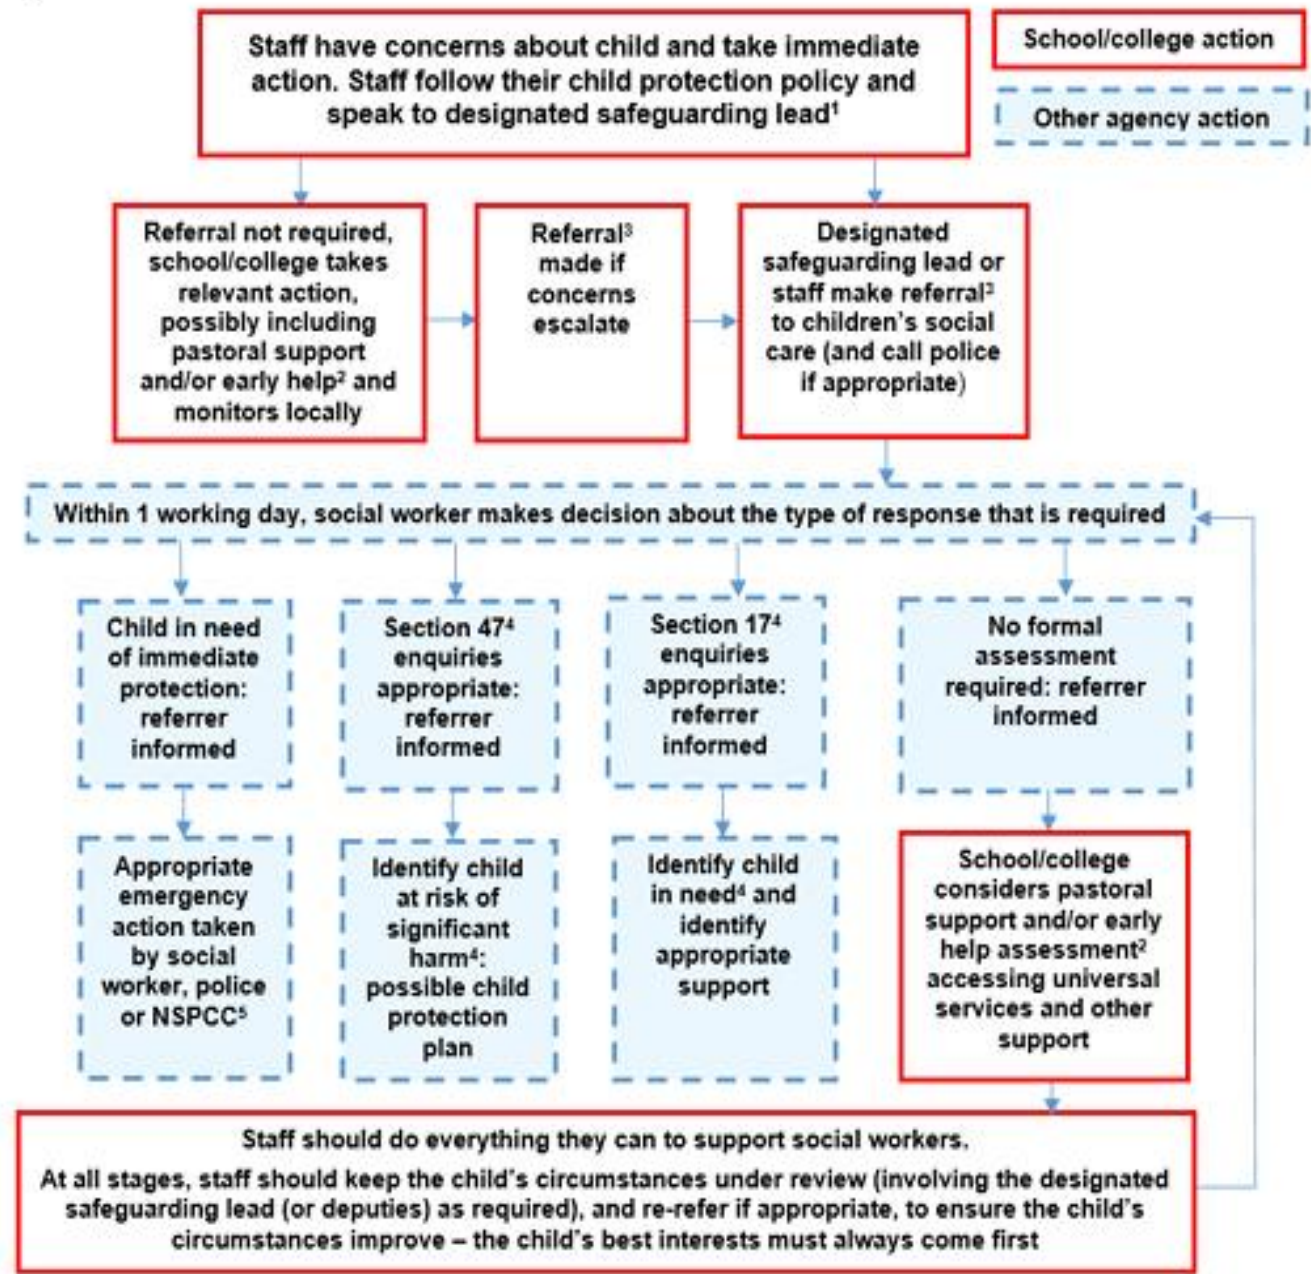 Staff have concerns about child and take immediate
action. Staff follow their child protection policy and
speak to designated safeguarding lead¹
School/college action
Other agency action
Referral not required,
school/college takes
relevant action,
possibly including
pastoral support
and/or early help² and
monitors locally
Referral³
made if
concerns
escalate
Designated
safeguarding lead or
staff make referral³
to children's social
care (and call police
if appropriate)
Within 1 working day, social worker makes decision about the type of response that is required
Child in need
of immediate
protection:
referrer
informed
Section 47⁴
enquiries
appropriate:
referrer
informed
Section 17⁴
enquiries
appropriate:
referrer
informed
No formal
assessment
required: referrer
informed
Appropriate
emergency
action taken
by social
worker, police
or NSPCC⁵
Identify child
at risk of
significant
harm⁴:
possible child
protection
plan
Identify child
in need⁴ and
identify
appropriate
support
School/college
considers pastoral
support and/or early
help assessment²
accessing universal
services and other
support
Staff should do everything they can to support social workers.
At all stages, staff should keep the child's circumstances under review (involving the designated
safeguarding lead (or deputies) as required), and re-refer if appropriate, to ensure the child's
circumstances improve – the child's best interests must always come first